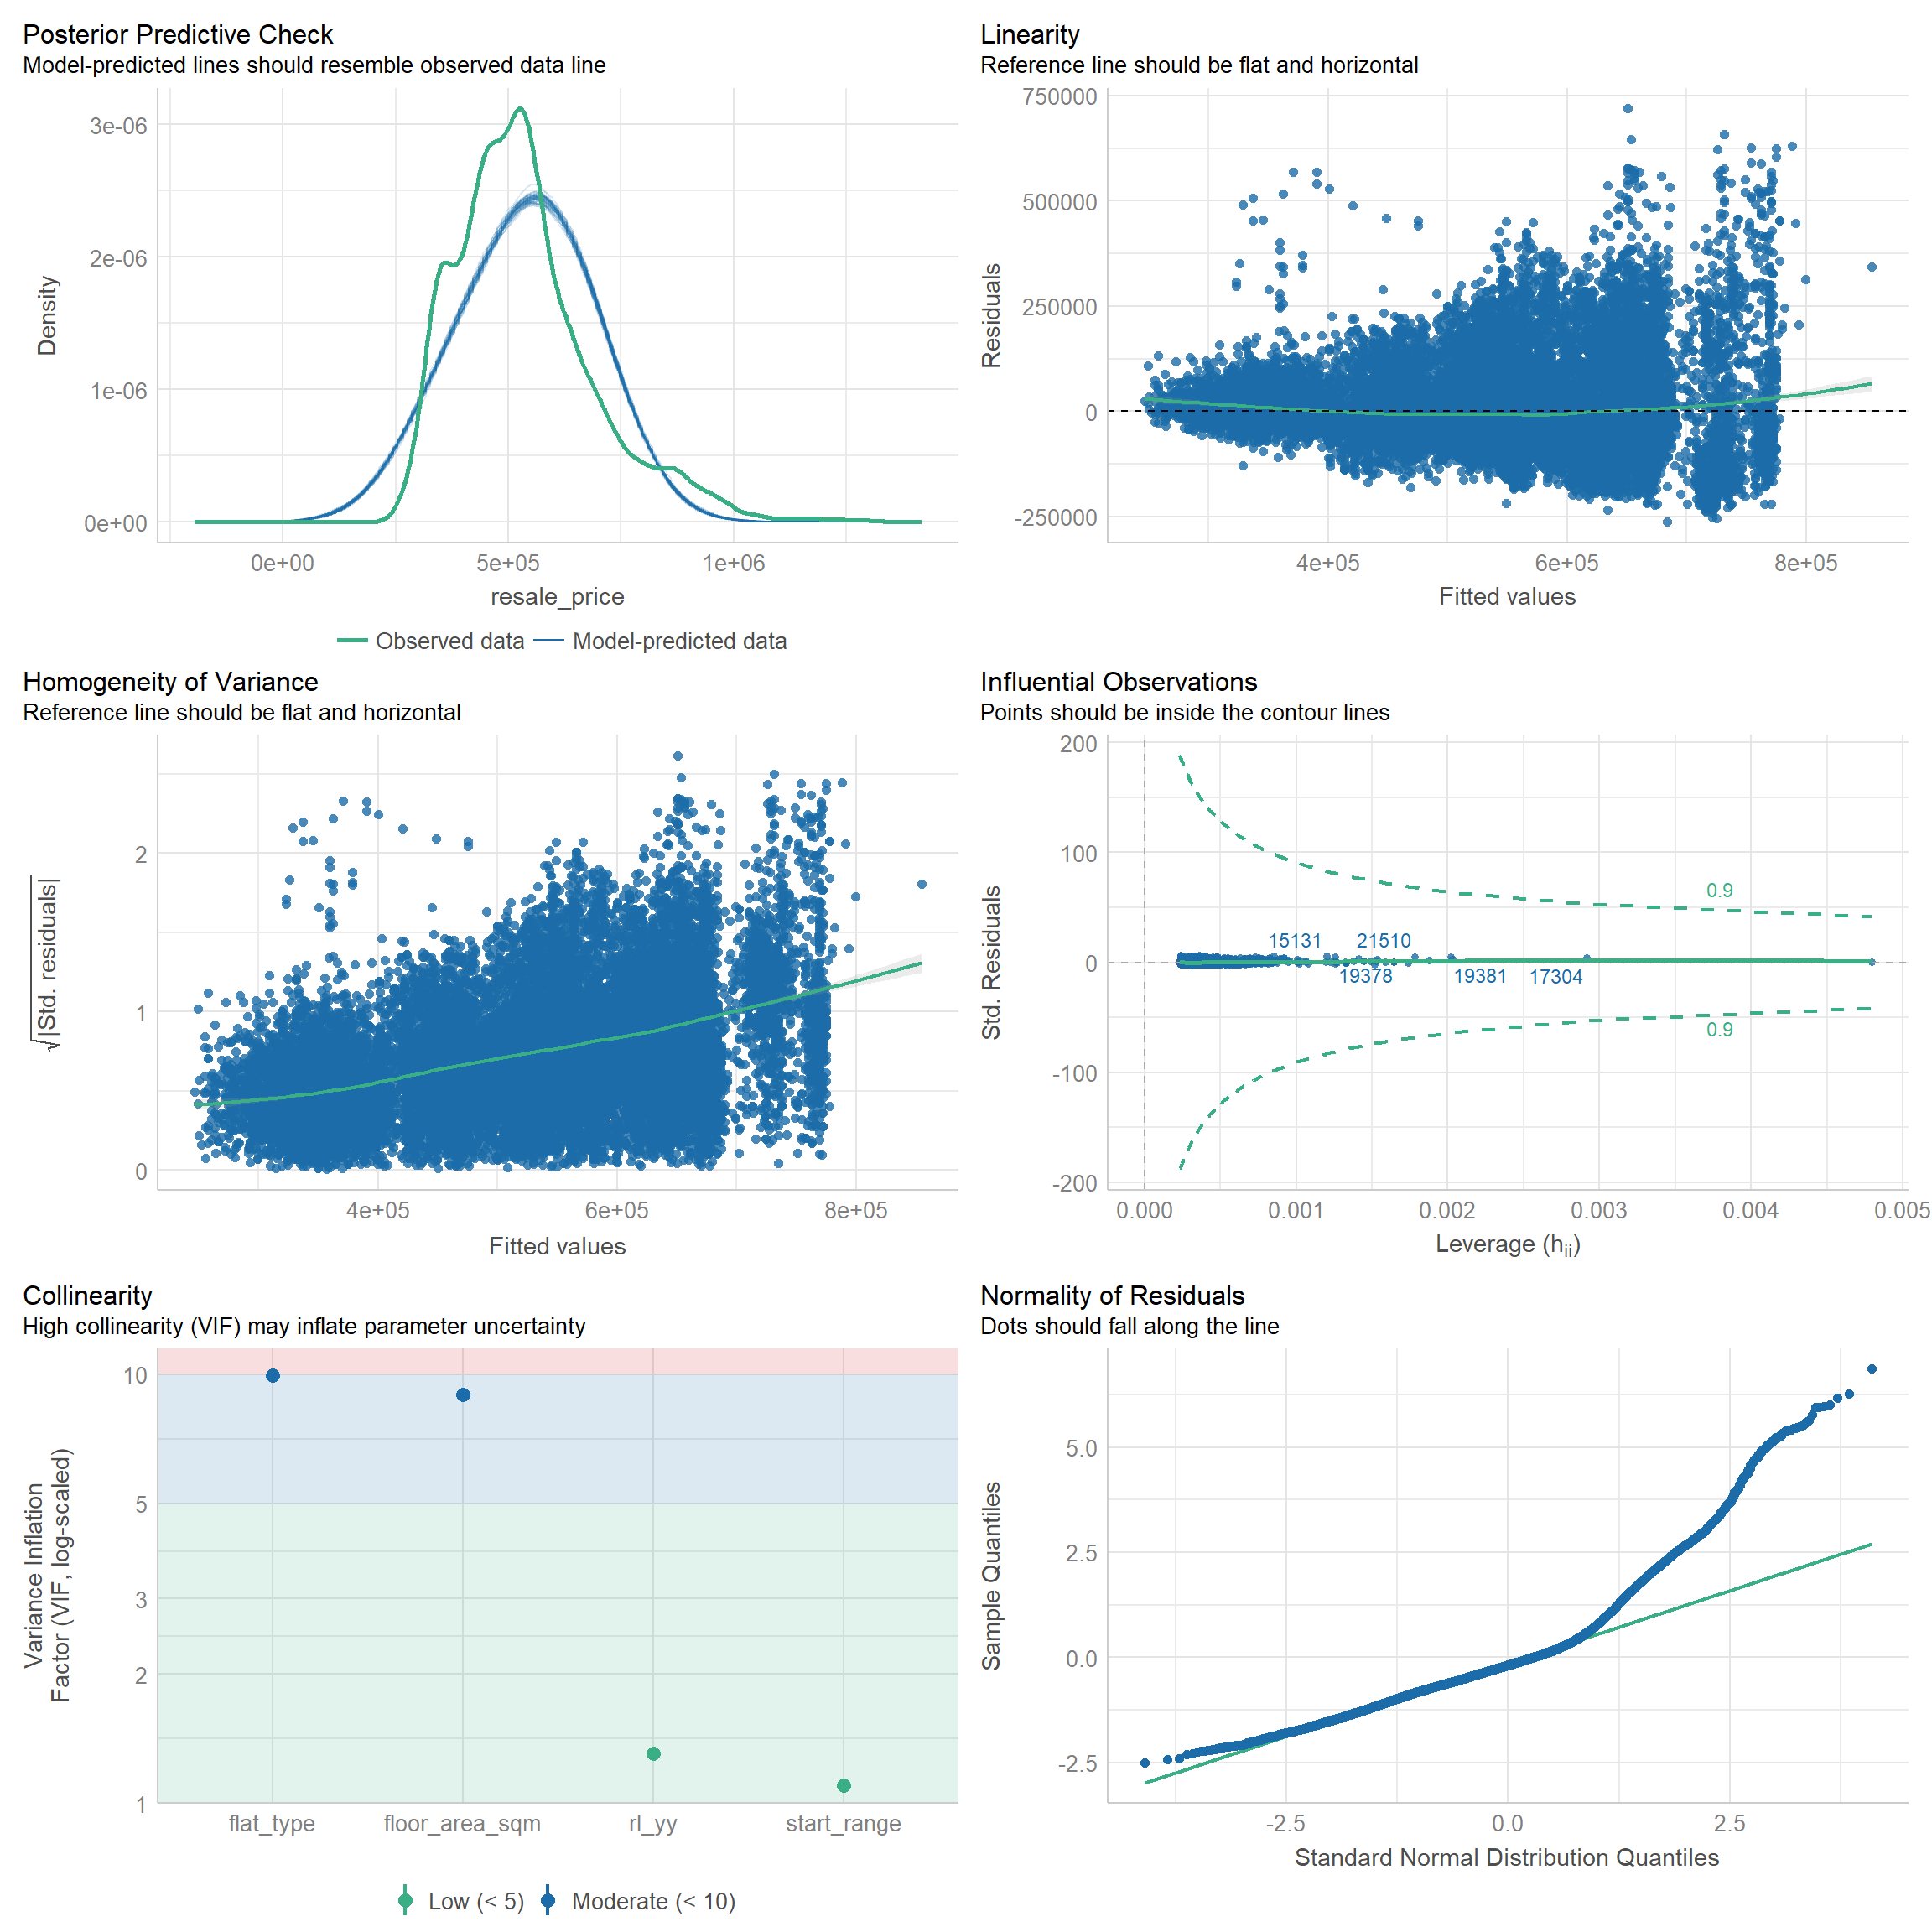 Posterior Predictive Check
Model-predicted lines should resemble observed data line
3e-06
2e-06
1e-06
0e+00
Density
0e+00 5e+05 1e+06
resale_price
Observed data Model-predicted data
Linearity
Reference line should be flat and horizontal
750000
500000
250000
0
-250000
Residuals
4e+05 6e+05 8e+05
Fitted values
Homogeneity of Variance
Reference line should be flat and horizontal
2
1
0
√|Std. residuals|
4e+05 6e+05 8e+05
Fitted values
Influential Observations
Points should be inside the contour lines
200
100
0
-100
-200
Std. Residuals
0.9
15131 21510
19378 19381 17304
0.9
0.000 0.001 0.002 0.003 0.004 0.005
Leverage (hii)
Collinearity
High collinearity (VIF) may inflate parameter uncertainty
10
5
3
2
1
Variance Inflation
Factor (VIF, log-scaled)
flat_type floor_area_sqm rl_yy start_range
Low (< 5) Moderate (< 10)
Normality of Residuals
Dots should fall along the line
5.0
2.5
0.0
-2.5
Sample Quantiles
-2.5 0.0 2.5
Standard Normal Distribution Quantiles